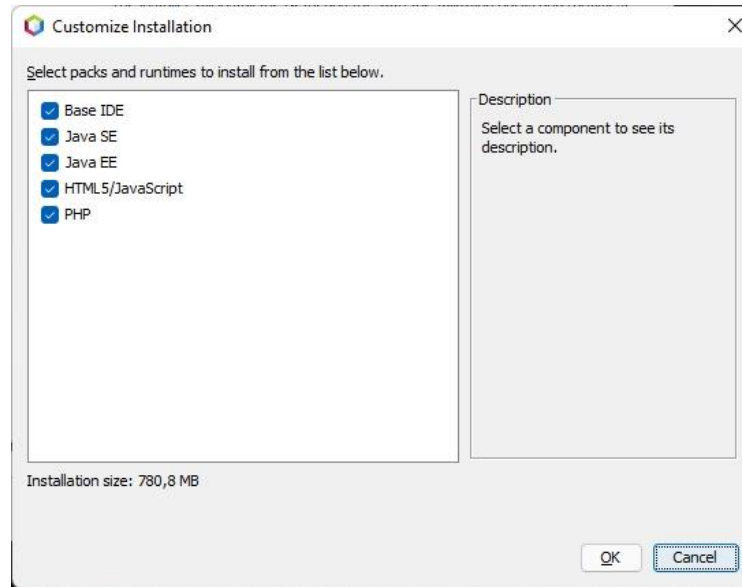 Customize Installation
Select packs and runtimes to install from the list below.
Base IDE
Java SE
Java EE
HTML5/JavaScript
PHP
Description
Select a component to see its
description.
Installation size: 780,8 MB
OK
Cancel